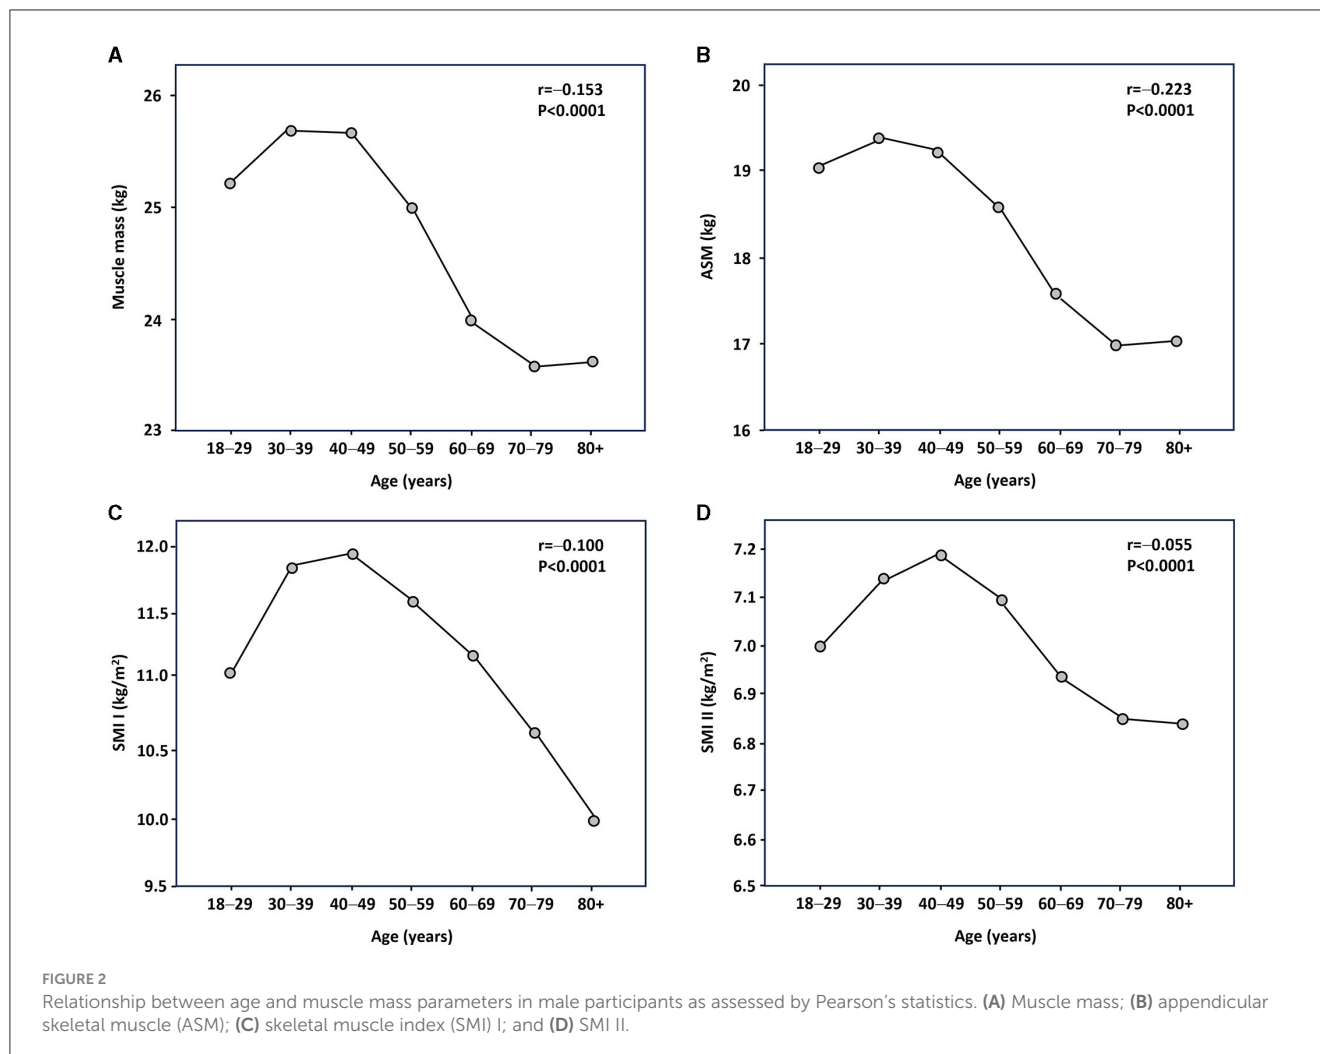 A
r=−0.153
P<0.0001
26
25
24
23
Muscle mass (kg)
18–29 30–39 40–49 50–59 60–69 70–79 80+
Age (years)
B
r=−0.223
P<0.0001
20
19
18
17
16
ASM (kg)
18–29 30–39 40–49 50–59 60–69 70–79 80+
Age (years)
C
r=−0.100
P<0.0001
12.0
11.5
11.0
10.5
10.0
9.5
SMI I (kg/m²)
18–29 30–39 40–49 50–59 60–69 70–79 80+
Age (years)
D
r=−0.055
P<0.0001
7.2
7.1
7.0
6.9
6.8
6.7
6.6
6.5
SMI II (kg/m²)
18–29 30–39 40–49 50–59 60–69 70–79 80+
Age (years)
FIGURE 2
Relationship between age and muscle mass parameters in male participants as assessed by Pearson’s statistics. (A) Muscle mass; (B) appendicular
skeletal muscle (ASM); (C) skeletal muscle index (SMI) I; and (D) SMI II.